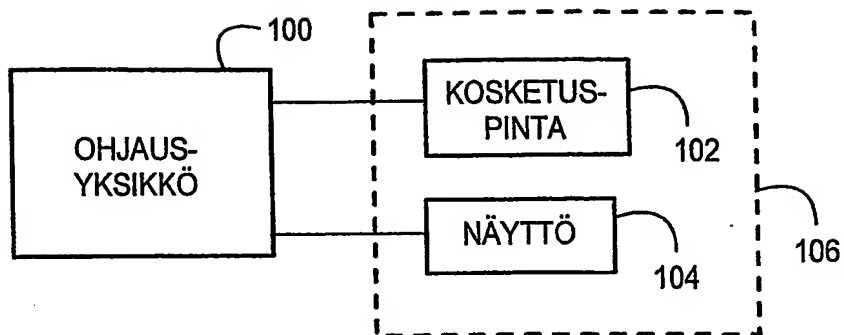 100
OHJAUS-
YKSIKKÖ
KOSKETUS-
PINTA
102
NÄYTTÖ
104
106